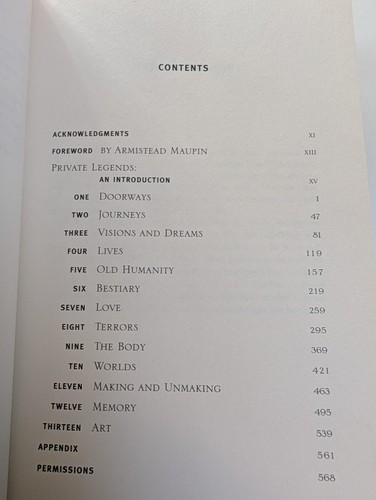 CONTENTS
ACKNOWLEDGMENTS XI
FOREWORD BY ARMISTEAD MAUPIN XIII
PRIVATE LEGENDS:
AN INTRODUCTION XV
ONE DOORWAYS 1
TWO JOURNEYS 47
THREE VISIONS AND DREAMS 81
FOUR LIVES 119
FIVE OLD HUMANITY 157
SIX BESTIARY 219
SEVEN LOVE 259
EIGHT TERRORS 295
NINE THE BODY 369
TEN WORLDS 421
ELEVEN MAKING AND UNMAKING 463
TWELVE MEMORY 495
THIRTEEN ART 539
APPENDIX 561
PERMISSIONS 568